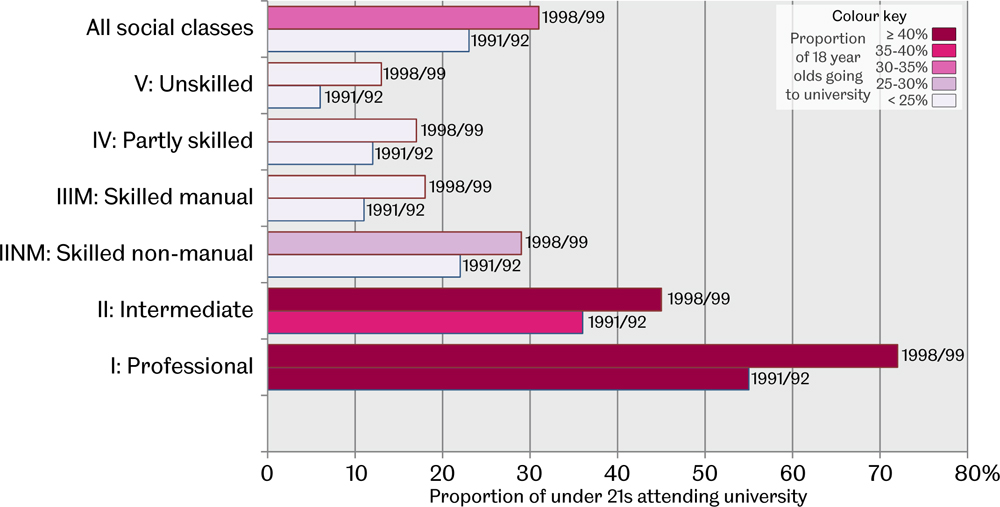 All social classes
1998/99
1991/92
V: Unskilled
1998/99
1991/92
IV: Partly skilled
1998/99
1991/92
IIIM: Skilled manual
1998/99
1991/92
IINM: Skilled non-manual
1998/99
1991/92
II: Intermediate
1998/99
1991/92
I: Professional
1998/99
1991/92
Colour key
Proportion
of 18 year
olds going
to university
≥ 40%
35-40%
30-35%
25-30%
< 25%
0 10 20 30 40 50 60 70 80%
Proportion of under 21s attending university